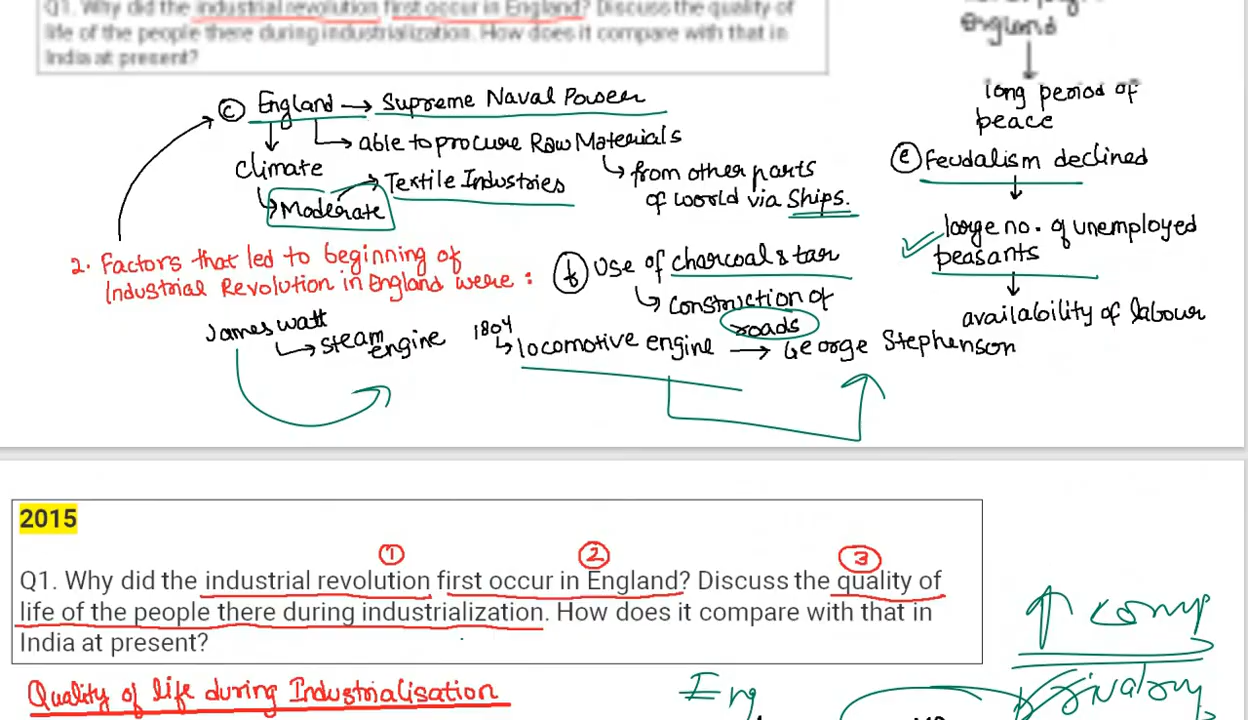 Q1. Why did the industrial revolution first occur in England? Discuss the quality of
life of the people there during industrialization. How does it compare with that in
India at present?
England
long period of
peace
(c) England → Supreme Naval Power
able to procure Raw Materials
from other parts
of world via Ships.
Climate
Moderate
Textile Industries
(e) Feudalism declined
large no. of unemployed
peasants
availability of labour
2. Factors that led to beginning of
Industrial Revolution in England were :
(f) Use of charcoal & tar
construction of
roads
James Watt
steam
engine
1804
locomotive engine → George Stephenson
2015
① ② ③
Q1. Why did the industrial revolution first occur in England? Discuss the quality of
life of the people there during industrialization. How does it compare with that in
India at present?
↑ comp
Quality of life during Industrialisation
Eng